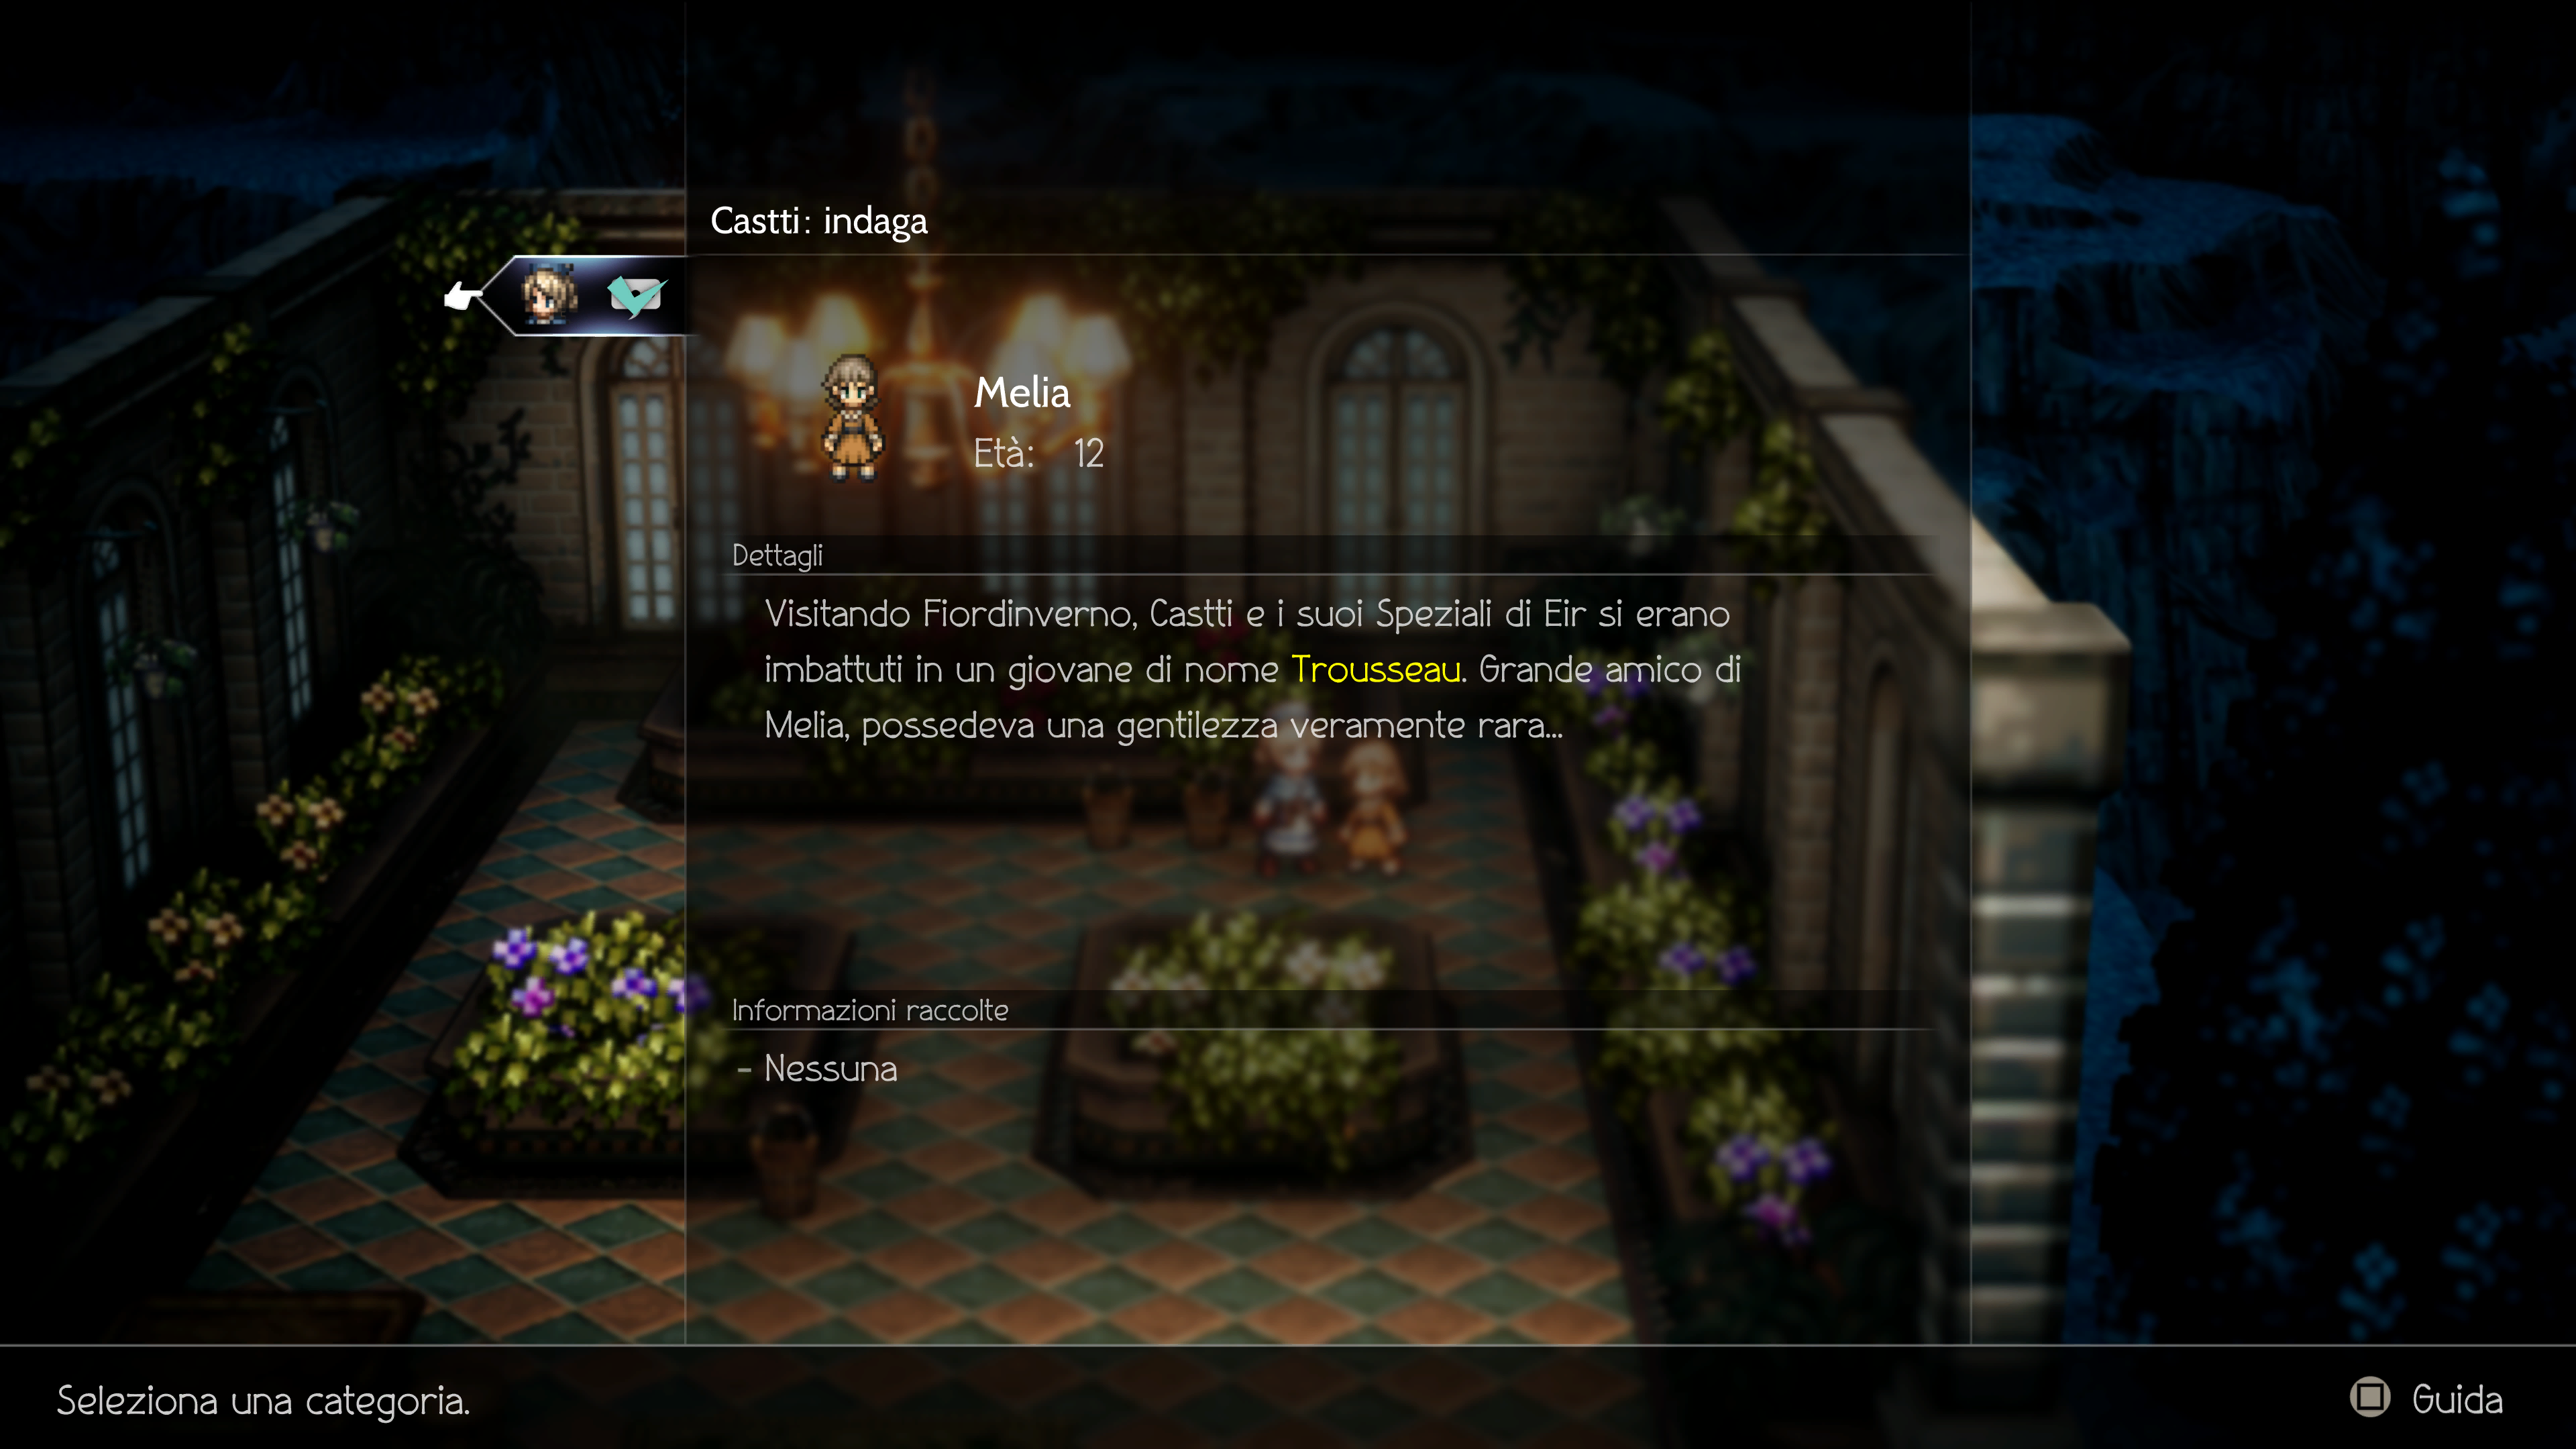 Castti: indaga
Melia
Età: 12
Dettagli
Visitando Fiordinverno, Castti e i suoi Speziali di Eir si erano
imbattuti in un giovane di nome Trousseau. Grande amico di
Melia, possedeva una gentilezza veramente rara...
Informazioni raccolte
- Nessuna
Seleziona una categoria.
Guida